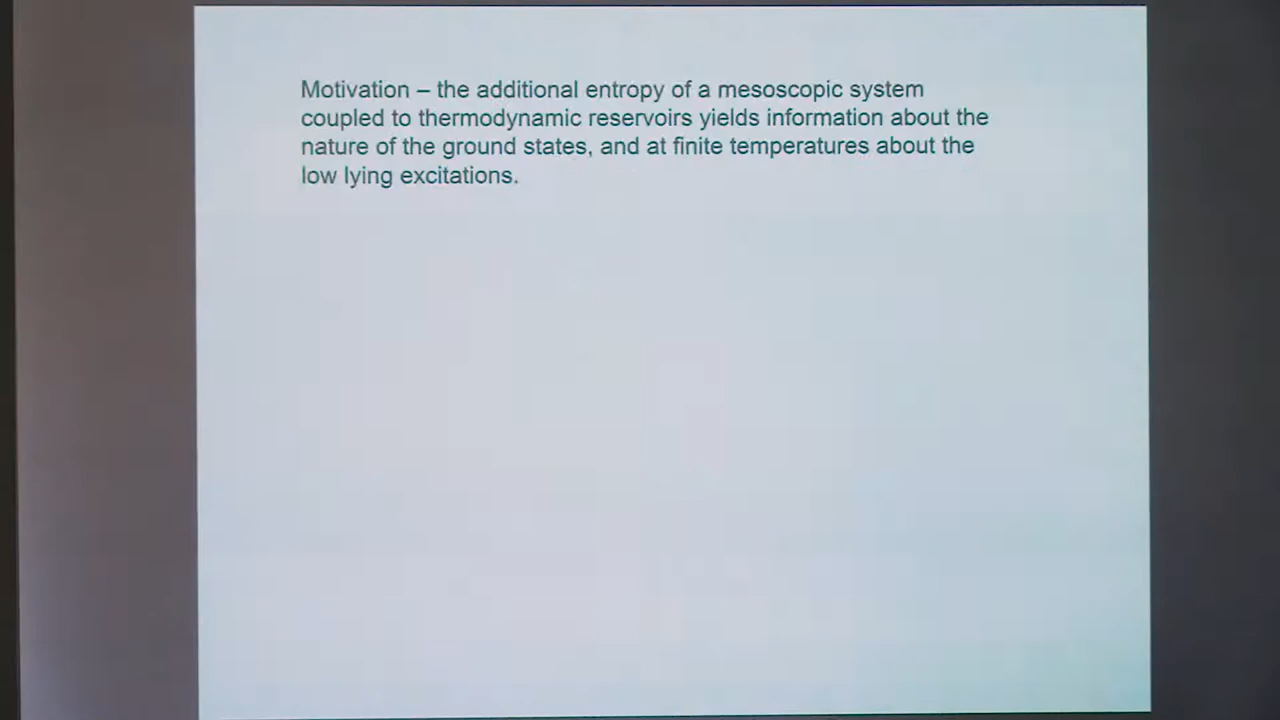 Motivation – the additional entropy of a mesoscopic system
coupled to thermodynamic reservoirs yields information about the
nature of the ground states, and at finite temperatures about the
low lying excitations.